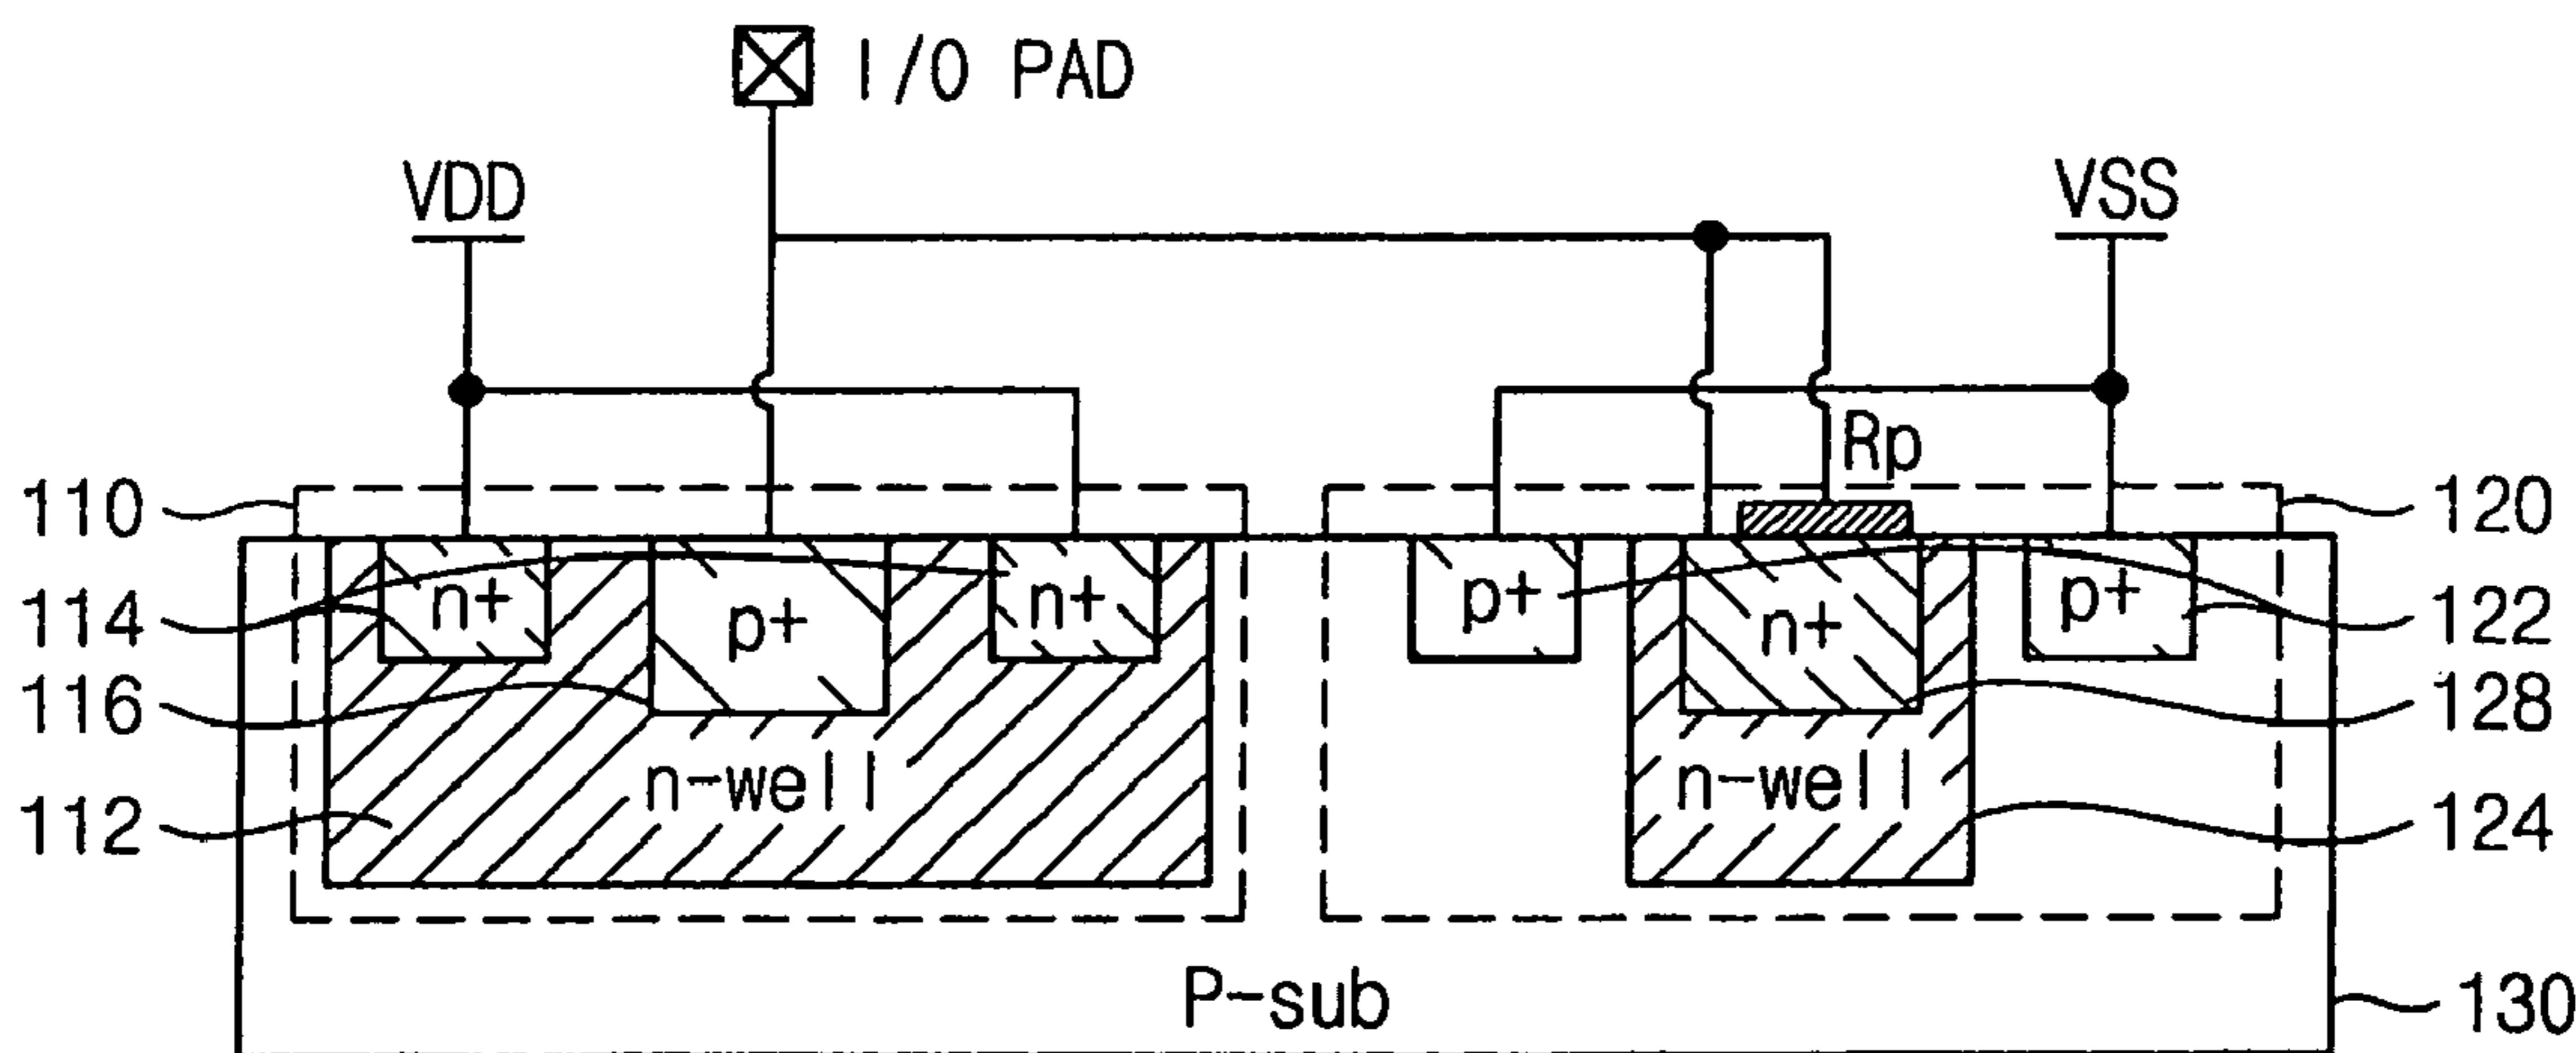 I/O PAD
VDD VSS
Rp
110 120
n+ p+ n+ p+ n+ p+
114 122
116 128
n-well n-well
112 124
P-sub
130